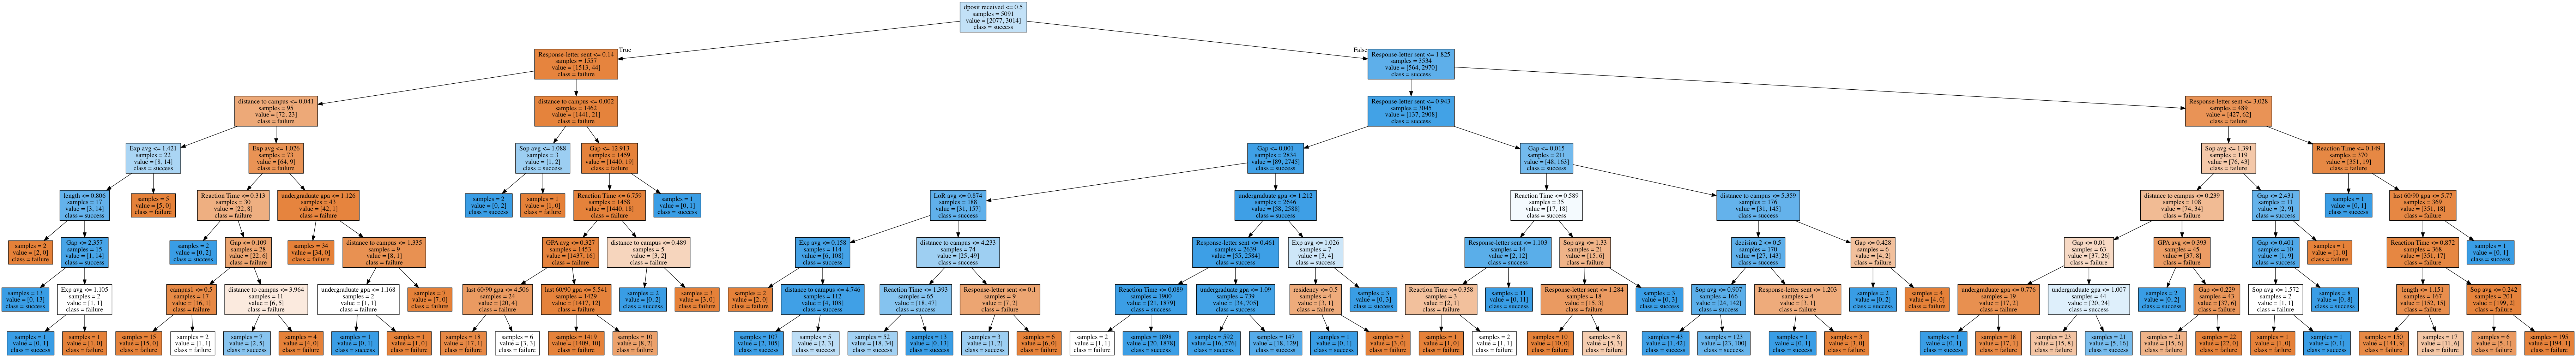 dposit received <= 0.5
samples = 5091
value = [2077, 3014]
class = success
True
False
Response-letter sent <= 0.14
samples = 1557
value = [1513, 44]
class = failure
Response-letter sent <= 1.825
samples = 3534
value = [564, 2970]
class = success
distance to campus <= 0.041
samples = 95
value = [72, 23]
class = failure
distance to campus <= 0.002
samples = 1462
value = [1441, 21]
class = failure
Response-letter sent <= 0.943
samples = 3045
value = [137, 2908]
class = success
Response-letter sent <= 3.028
samples = 489
value = [427, 62]
class = failure
Exp avg <= 1.421
samples = 22
value = [8, 14]
class = success
Exp avg <= 1.026
samples = 73
value = [64, 9]
class = failure
Sop avg <= 1.088
samples = 3
value = [1, 2]
class = success
Gap <= 12.913
samples = 1459
value = [1440, 19]
class = failure
Gap <= 0.001
samples = 2834
value = [89, 2745]
class = success
Gap <= 0.015
samples = 211
value = [48, 163]
class = success
Sop avg <= 1.391
samples = 119
value = [76, 43]
class = failure
Reaction Time <= 0.149
samples = 370
value = [351, 19]
class = failure
length <= 0.806
samples = 17
value = [3, 14]
class = success
samples = 5
value = [5, 0]
class = failure
Reaction Time <= 0.313
samples = 30
value = [22, 8]
class = failure
undergraduate gpa <= 1.126
samples = 43
value = [42, 1]
class = failure
samples = 2
value = [0, 2]
class = success
samples = 1
value = [1, 0]
class = failure
Reaction Time <= 6.759
samples = 1458
value = [1440, 18]
class = failure
samples = 1
value = [0, 1]
class = success
LoR avg <= 0.874
samples = 188
value = [31, 157]
class = success
undergraduate gpa <= 1.212
samples = 2646
value = [58, 2588]
class = success
Reaction Time <= 0.589
samples = 35
value = [17, 18]
class = success
distance to campus <= 5.359
samples = 176
value = [31, 145]
class = success
distance to campus <= 0.239
samples = 108
value = [74, 34]
class = failure
Gap <= 2.431
samples = 11
value = [2, 9]
class = success
samples = 1
value = [0, 1]
class = success
last 60/90 gpa <= 5.77
samples = 369
value = [351, 18]
class = failure
samples = 2
value = [2, 0]
class = failure
Gap <= 2.357
samples = 15
value = [1, 14]
class = success
samples = 2
value = [0, 2]
class = success
Gap <= 0.109
samples = 28
value = [22, 6]
class = failure
samples = 34
value = [34, 0]
class = failure
distance to campus <= 1.335
samples = 9
value = [8, 1]
class = failure
GPA avg <= 0.327
samples = 1453
value = [1437, 16]
class = failure
distance to campus <= 0.489
samples = 5
value = [3, 2]
class = failure
Exp avg <= 0.158
samples = 114
value = [6, 108]
class = success
distance to campus <= 4.233
samples = 74
value = [25, 49]
class = success
Response-letter sent <= 0.461
samples = 2639
value = [55, 2584]
class = success
Exp avg <= 1.026
samples = 7
value = [3, 4]
class = success
Response-letter sent <= 1.103
samples = 14
value = [2, 12]
class = success
Sop avg <= 1.33
samples = 21
value = [15, 6]
class = failure
decision 2 <= 0.5
samples = 170
value = [27, 143]
class = success
Gap <= 0.428
samples = 6
value = [4, 2]
class = failure
Gap <= 0.01
samples = 63
value = [37, 26]
class = failure
GPA avg <= 0.393
samples = 45
value = [37, 8]
class = failure
Gap <= 0.401
samples = 10
value = [1, 9]
class = success
samples = 1
value = [1, 0]
class = failure
Reaction Time <= 0.872
samples = 368
value = [351, 17]
class = failure
samples = 1
value = [0, 1]
class = success
samples = 13
value = [0, 13]
class = success
Exp avg <= 1.105
samples = 2
value = [1, 1]
class = failure
campus1 <= 0.5
samples = 17
value = [16, 1]
class = failure
distance to campus <= 3.964
samples = 11
value = [6, 5]
class = failure
undergraduate gpa <= 1.168
samples = 2
value = [1, 1]
class = failure
samples = 7
value = [7, 0]
class = failure
last 60/90 gpa <= 4.506
samples = 24
value = [20, 4]
class = failure
last 60/90 gpa <= 5.541
samples = 1429
value = [1417, 12]
class = failure
samples = 2
value = [0, 2]
class = success
samples = 3
value = [3, 0]
class = failure
samples = 2
value = [2, 0]
class = failure
distance to campus <= 4.746
samples = 112
value = [4, 108]
class = success
Reaction Time <= 1.393
samples = 65
value = [18, 47]
class = success
Response-letter sent <= 0.1
samples = 9
value = [7, 2]
class = failure
Reaction Time <= 0.089
samples = 1900
value = [21, 1879]
class = success
undergraduate gpa <= 1.09
samples = 739
value = [34, 705]
class = success
residency <= 0.5
samples = 4
value = [3, 1]
class = failure
samples = 3
value = [0, 3]
class = success
Reaction Time <= 0.358
samples = 3
value = [2, 1]
class = failure
samples = 11
value = [0, 11]
class = success
Response-letter sent <= 1.284
samples = 18
value = [15, 3]
class = failure
samples = 3
value = [0, 3]
class = success
Sop avg <= 0.907
samples = 166
value = [24, 142]
class = success
Response-letter sent <= 1.203
samples = 4
value = [3, 1]
class = failure
samples = 2
value = [0, 2]
class = success
samples = 4
value = [4, 0]
class = failure
undergraduate gpa <= 0.776
samples = 19
value = [17, 2]
class = failure
undergraduate gpa <= 1.007
samples = 44
value = [20, 24]
class = success
samples = 2
value = [0, 2]
class = success
Gap <= 0.229
samples = 43
value = [37, 6]
class = failure
Sop avg <= 1.572
samples = 2
value = [1, 1]
class = failure
samples = 8
value = [0, 8]
class = success
length <= 1.151
samples = 167
value = [152, 15]
class = failure
Sop avg <= 0.242
samples = 201
value = [199, 2]
class = failure
samples = 1
value = [0, 1]
class = success
samples = 1
value = [1, 0]
class = failure
samples = 15
value = [15, 0]
class = failure
samples = 2
value = [1, 1]
class = failure
samples = 7
value = [2, 5]
class = success
samples = 4
value = [4, 0]
class = failure
samples = 1
value = [0, 1]
class = success
samples = 1
value = [1, 0]
class = failure
samples = 18
value = [17, 1]
class = failure
samples = 6
value = [3, 3]
class = failure
samples = 1419
value = [1409, 10]
class = failure
samples = 10
value = [8, 2]
class = failure
samples = 107
value = [2, 105]
class = success
samples = 5
value = [2, 3]
class = success
samples = 52
value = [18, 34]
class = success
samples = 13
value = [0, 13]
class = success
samples = 3
value = [1, 2]
class = success
samples = 6
value = [6, 0]
class = failure
samples = 2
value = [1, 1]
class = failure
samples = 1898
value = [20, 1878]
class = success
samples = 592
value = [16, 576]
class = success
samples = 147
value = [18, 129]
class = success
samples = 1
value = [0, 1]
class = success
samples = 3
value = [3, 0]
class = failure
samples = 1
value = [1, 0]
class = failure
samples = 2
value = [1, 1]
class = failure
samples = 10
value = [10, 0]
class = failure
samples = 8
value = [5, 3]
class = failure
samples = 43
value = [1, 42]
class = success
samples = 123
value = [23, 100]
class = success
samples = 1
value = [0, 1]
class = success
samples = 3
value = [3, 0]
class = failure
samples = 1
value = [0, 1]
class = success
samples = 18
value = [17, 1]
class = failure
samples = 23
value = [15, 8]
class = failure
samples = 21
value = [5, 16]
class = success
samples = 21
value = [15, 6]
class = failure
samples = 22
value = [22, 0]
class = failure
samples = 1
value = [1, 0]
class = failure
samples = 1
value = [0, 1]
class = success
samples = 150
value = [141, 9]
class = failure
samples = 17
value = [11, 6]
class = failure
samples = 6
value = [5, 1]
class = failure
samples = 195
value = [194, 1]
class = failure